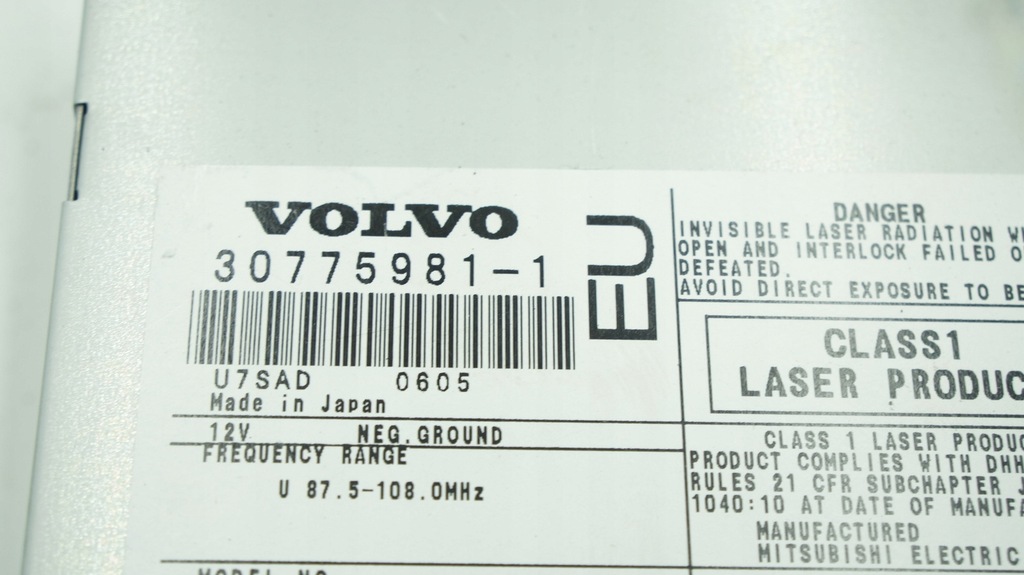 VOLVO
30775981-1
U7SAD 0605
Made in Japan
12V NEG.GROUND
FREQUENCY RANGE
U 87.5-108.0MHz
EU
DANGER
INVISIBLE LASER RADIATION
OPEN AND INTERLOCK FAILED
DEFEATED.
AVOID DIRECT EXPOSURE TO
CLASS1
LASER
CLASS 1 LASER
PRODUCT COMPLIES WITH
RULES 21 CFR SUBCHAPTER J
1040:10 AT DATE OF
MANUFACTURED
MITSUBISHI ELECTRIC